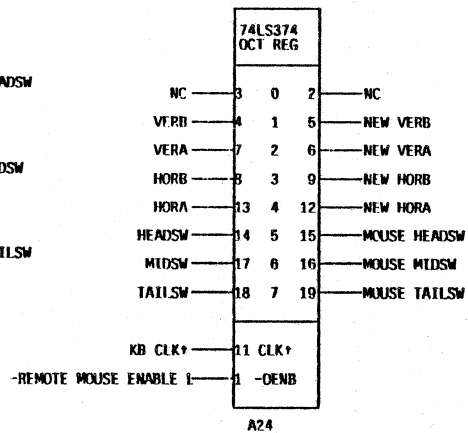 74LS374
OCT REG
ADSW
NC 3 0 2 NC
VERB 4 1 5 NEW VERB
VERA 7 2 6 NEW VERA
DSW
HORB 8 3 9 NEW HORB
HORA 13 4 12 NEW HORA
HEADSW 14 5 15 MOUSE HEADSW
ILSW
MIDSW 17 6 16 MOUSE MIDSW
TAILSW 18 7 19 MOUSE TAILSW
KB CLK↑ 11 CLK↑
-REMOTE MOUSE ENABLE L 1 -OENB
A24